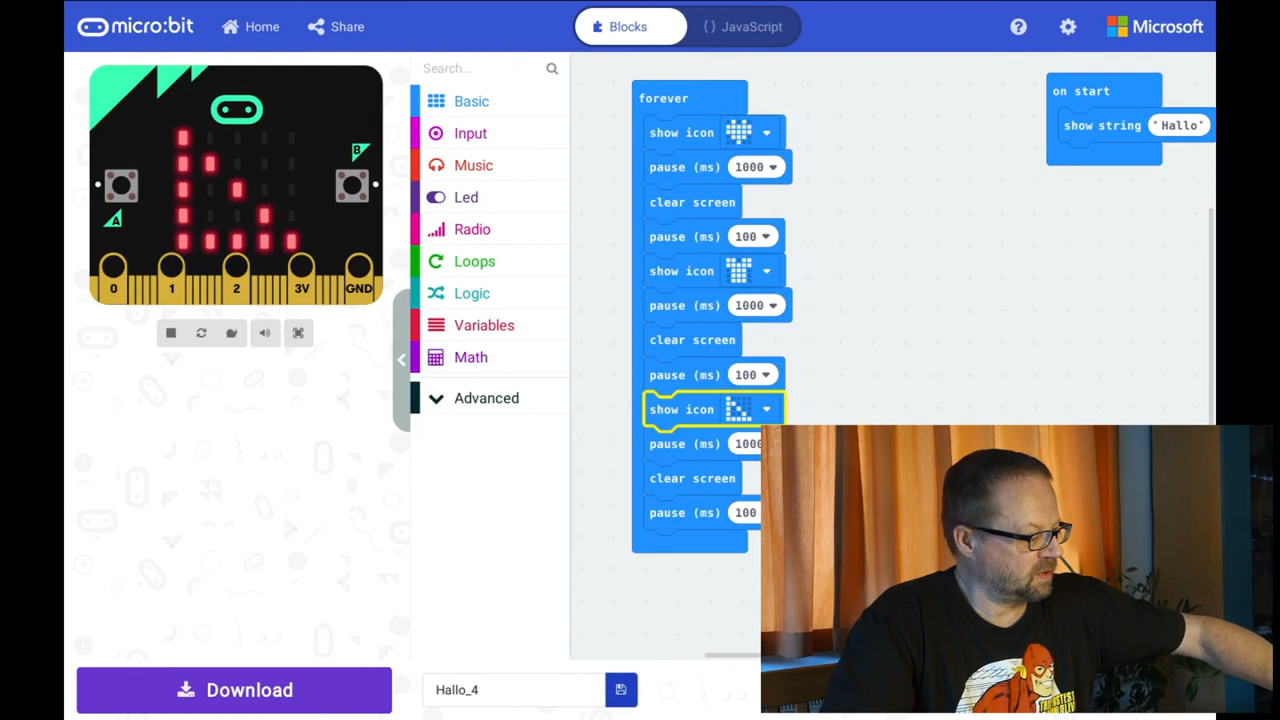 micro:bit
Home
Share
Blocks
{ } JavaScript
?
Microsoft
B
A
0 1 2 3V GND
Search...
Basic
Input
Music
Led
Radio
Loops
Logic
Variables
Math
Advanced
forever
show icon
pause (ms) 1000
clear screen
pause (ms) 100
show icon
pause (ms) 1000
clear screen
pause (ms) 100
show icon
pause (ms) 1000
clear screen
pause (ms) 100
on start
show string "Hallo"
Download
Hallo_4